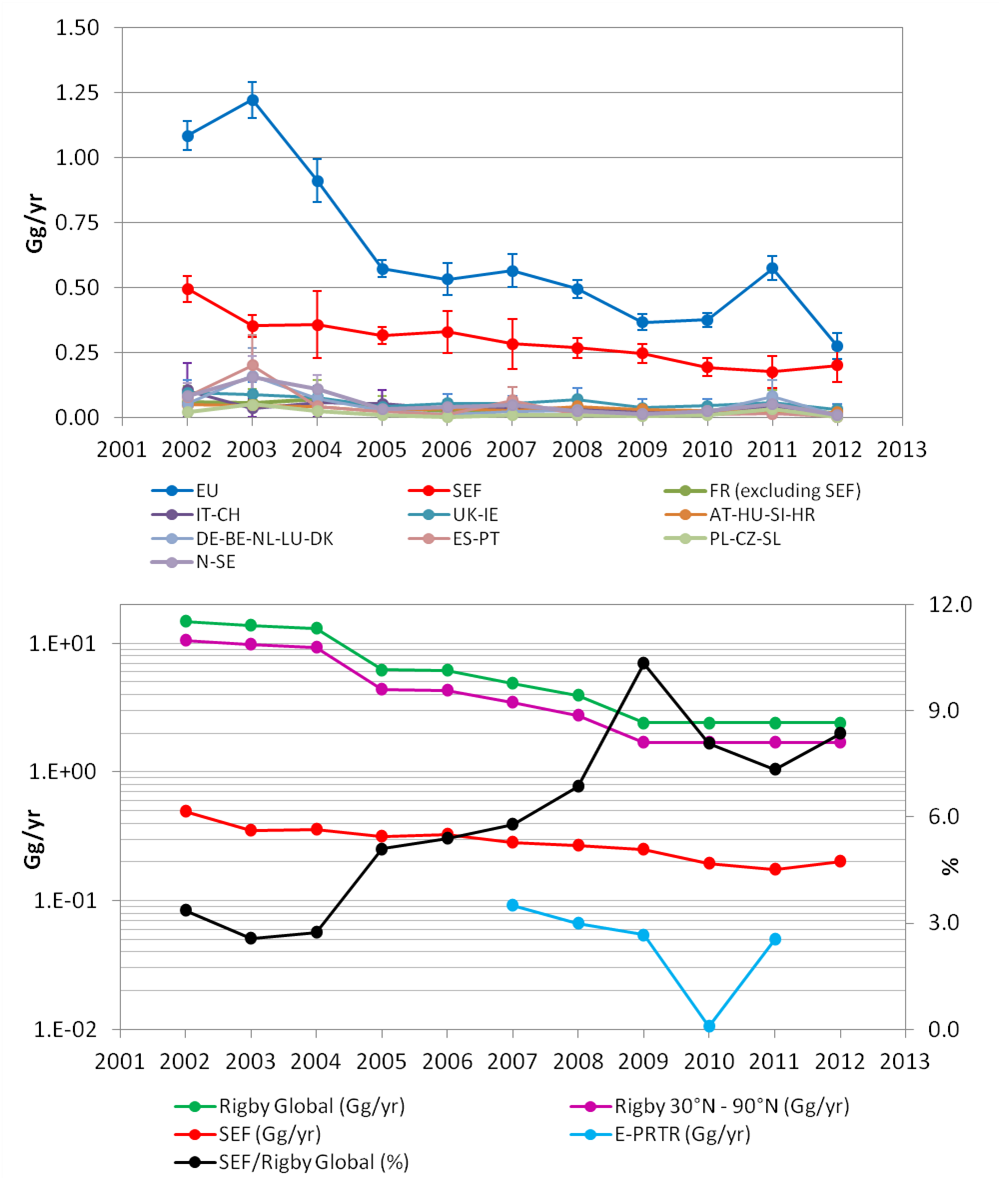 1.50
1.25
1.00
0.75
0.50
0.25
0.00
Gg/yr
2001 2002 2003 2004 2005 2006 2007 2008 2009 2010 2011 2012 2013
EU SEF FR (excluding SEF)
IT-CH UK-IE AT-HU-SI-HR
DE-BE-NL-LU-DK ES-PT PL-CZ-SL
N-SE
1.E+01
1.E+00
1.E-01
1.E-02
Gg/yr
12.0
9.0
6.0
3.0
0.0
%
2001 2002 2003 2004 2005 2006 2007 2008 2009 2010 2011 2012 2013
Rigby Global (Gg/yr) Rigby 30°N - 90°N (Gg/yr)
SEF (Gg/yr) E-PRTR (Gg/yr)
SEF/Rigby Global (%)